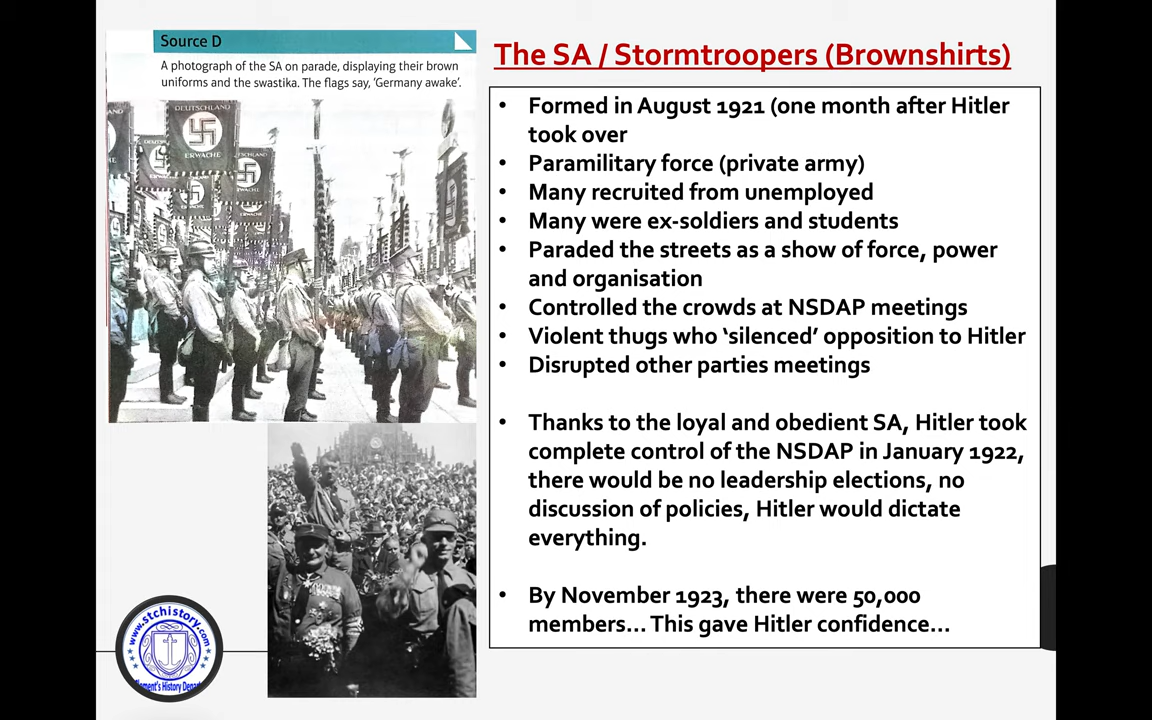 Source D
A photograph of the SA on parade, displaying their brown
uniforms and the swastika. The flags say, 'Germany awake'.
DEUTSCHLAND
ERWACHE
ERWACHE
The SA / Stormtroopers (Brownshirts)
• Formed in August 1921 (one month after Hitler
took over
• Paramilitary force (private army)
• Many recruited from unemployed
• Many were ex-soldiers and students
• Paraded the streets as a show of force, power
and organisation
• Controlled the crowds at NSDAP meetings
• Violent thugs who 'silenced' opposition to Hitler
• Disrupted other parties meetings
• Thanks to the loyal and obedient SA, Hitler took
complete control of the NSDAP in January 1922,
there would be no leadership elections, no
discussion of policies, Hitler would dictate
everything.
• By November 1923, there were 50,000
members... This gave Hitler confidence...
www.stchistory.com
History